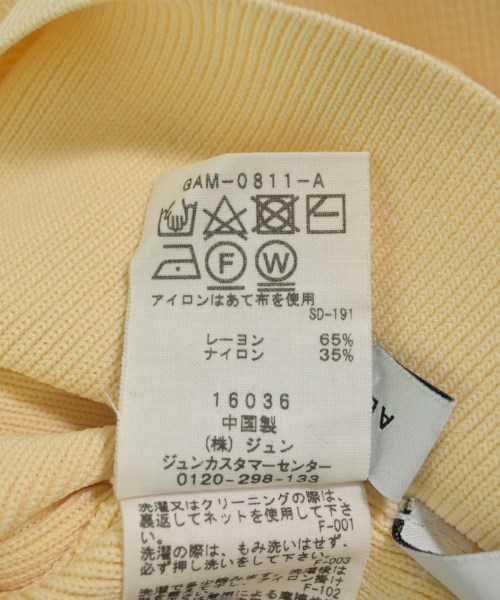 GAM-0811-A
F W
アイロンはあて布を使用
SD-191
レーヨン 65%
ナイロン 35%
16036
中国製
(株) ジュン
ジュンカスタマーセンター
0120-298-133
洗濯又はクリーニングの際は、
裏返してネットを使用して下さ
い。 F-001
洗濯の際は、もみ洗いはせず、
必ず押し洗いをして下さい。
F-003
F-102